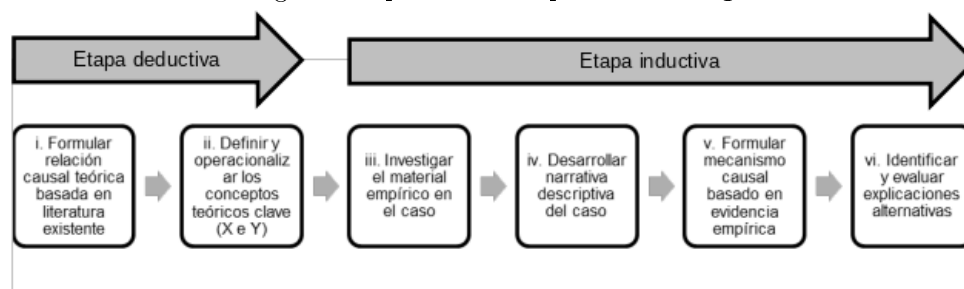 Etapa deductiva
Etapa inductiva
i. Formular
relación
causal teórica
basada en
literatura
existente
ii. Definir y
operacionaliz
ar los
conceptos
teóricos clave
(X e Y)
iii. Investigar
el material
empírico en
el caso
iv. Desarrollar
narrativa
descriptiva
del caso
v. Formular
mecanismo
causal
basado en
evidencia
empírica
vi. Identificar
y evaluar
explicaciones
alternativas